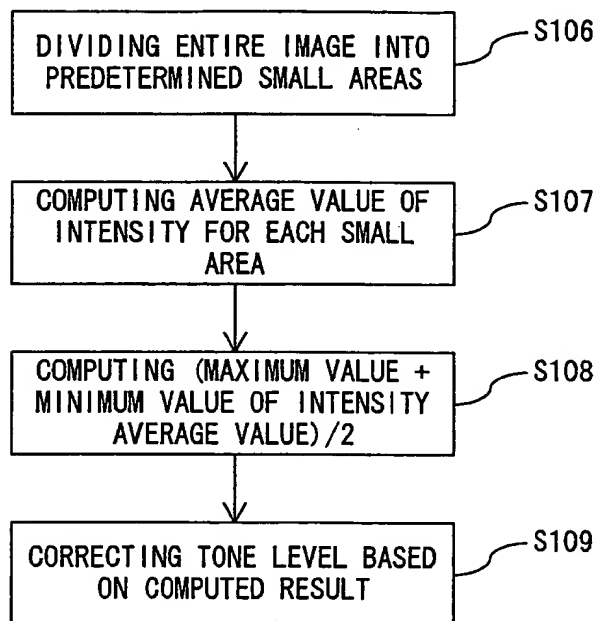 DIVIDING ENTIRE IMAGE INTO
PREDETERMINED SMALL AREAS
S106
COMPUTING AVERAGE VALUE OF
INTENSITY FOR EACH SMALL
AREA
S107
COMPUTING (MAXIMUM VALUE +
MINIMUM VALUE OF INTENSITY
AVERAGE VALUE)/2
S108
CORRECTING TONE LEVEL BASED
ON COMPUTED RESULT
S109